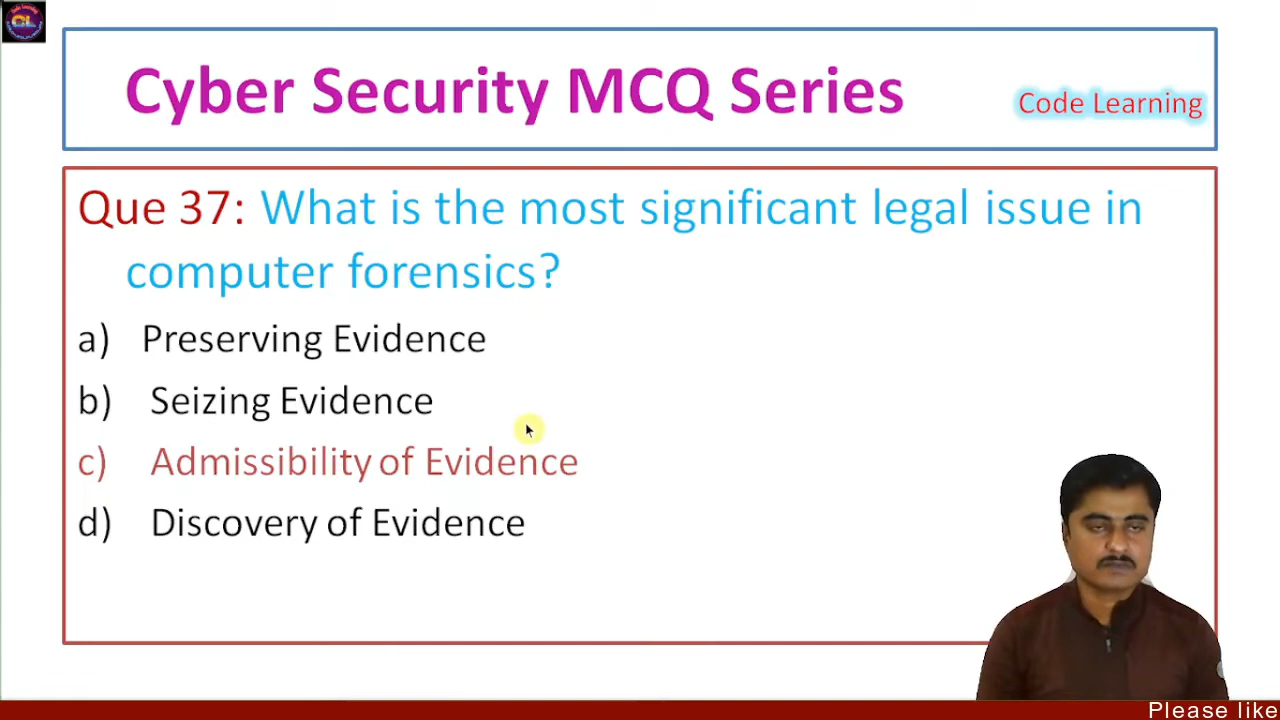 Cyber Security MCQ Series
Code Learning
Que 37: What is the most significant legal issue in
computer forensics?
a) Preserving Evidence
b) Seizing Evidence
c) Admissibility of Evidence
d) Discovery of Evidence
Please like